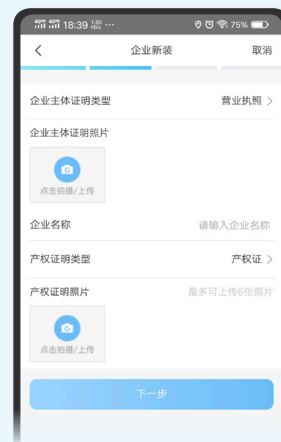 18:39
75%
企业新装
取消
企业主体证明类型
营业执照
企业主体证明照片
点击拍摄/上传
企业名称
请输入企业名称
产权证明类型
产权证
产权证明照片
最多可上传6张照片
点击拍摄/上传
下一步